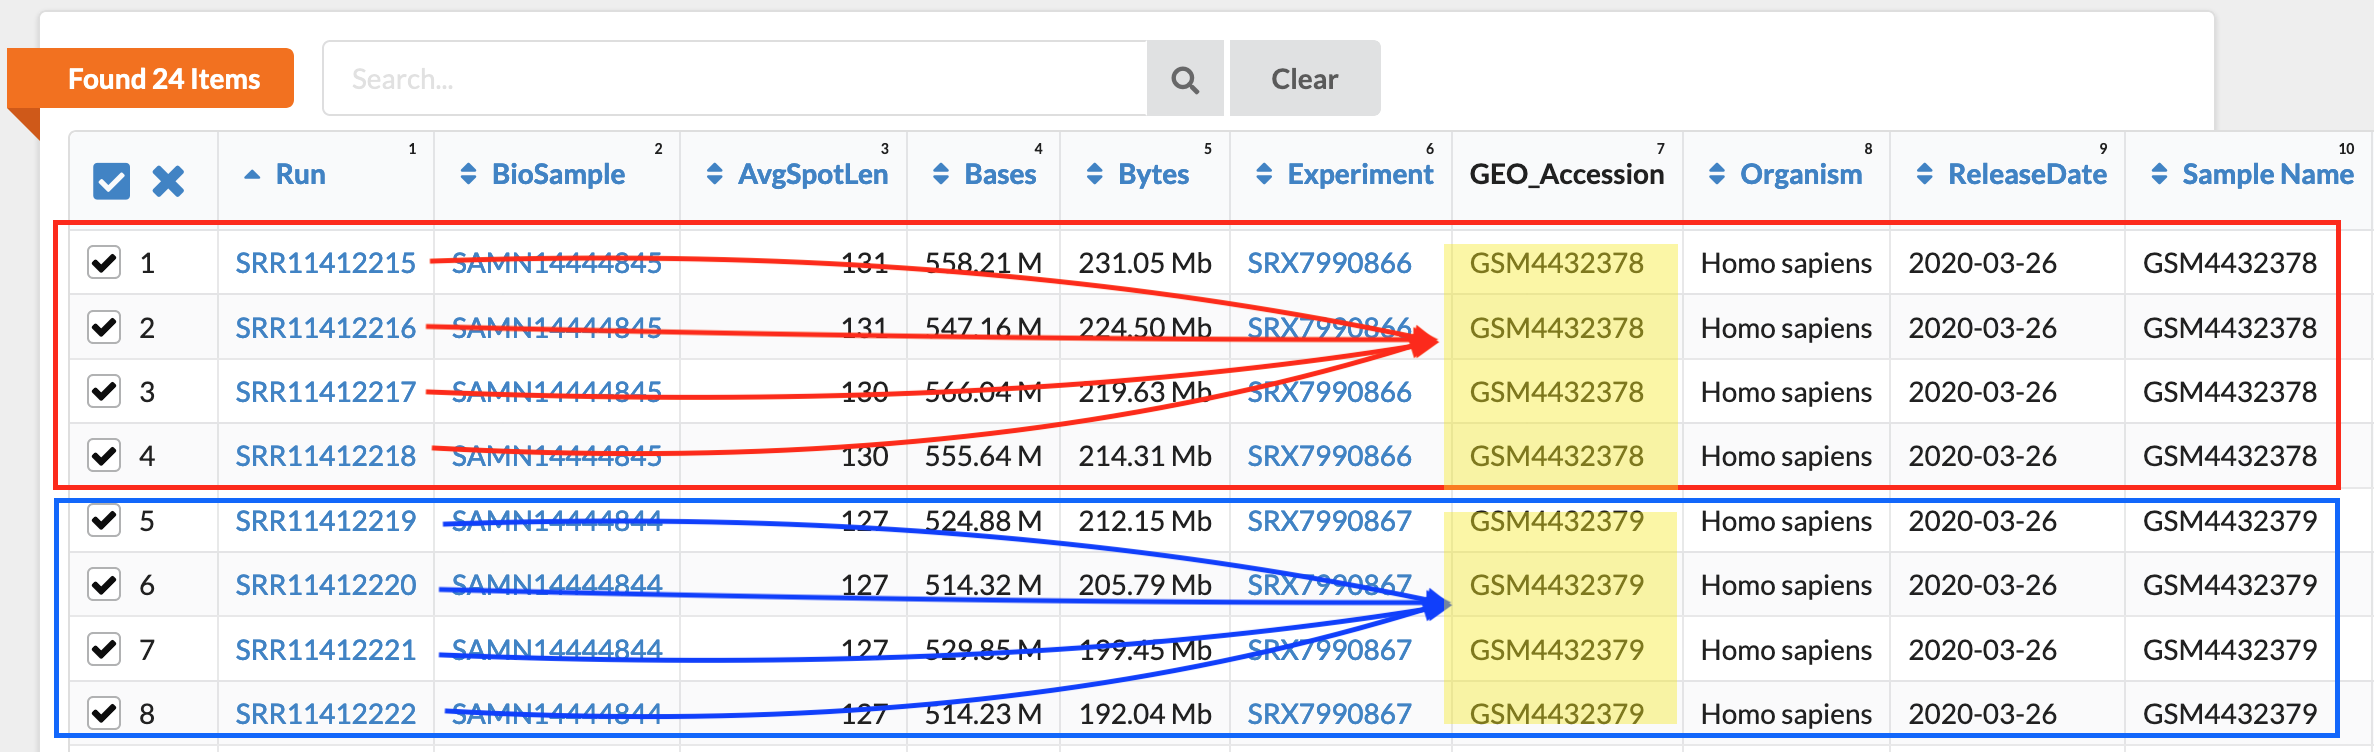 Found 24 Items Search... Clear
1 2 3 4 5 6 7 8 9 10
Run BioSample AvgSpotLen Bases Bytes Experiment GEO_Accession Organism ReleaseDate Sample Name
1 SRR11412215 SAMN14444845 131 558.21 M 231.05 Mb SRX7990866 GSM4432378 Homo sapiens 2020-03-26 GSM4432378
2 SRR11412216 SAMN14444845 131 547.16 M 224.50 Mb SRX7990866 GSM4432378 Homo sapiens 2020-03-26 GSM4432378
3 SRR11412217 SAMN14444845 130 566.04 M 219.63 Mb SRX7990866 GSM4432378 Homo sapiens 2020-03-26 GSM4432378
4 SRR11412218 SAMN14444845 130 555.64 M 214.31 Mb SRX7990866 GSM4432378 Homo sapiens 2020-03-26 GSM4432378
5 SRR11412219 SAMN14444844 127 524.88 M 212.15 Mb SRX7990867 GSM4432379 Homo sapiens 2020-03-26 GSM4432379
6 SRR11412220 SAMN14444844 127 514.32 M 205.79 Mb SRX7990867 GSM4432379 Homo sapiens 2020-03-26 GSM4432379
7 SRR11412221 SAMN14444844 127 529.85 M 199.45 Mb SRX7990867 GSM4432379 Homo sapiens 2020-03-26 GSM4432379
8 SRR11412222 SAMN14444844 127 514.23 M 192.04 Mb SRX7990867 GSM4432379 Homo sapiens 2020-03-26 GSM4432379